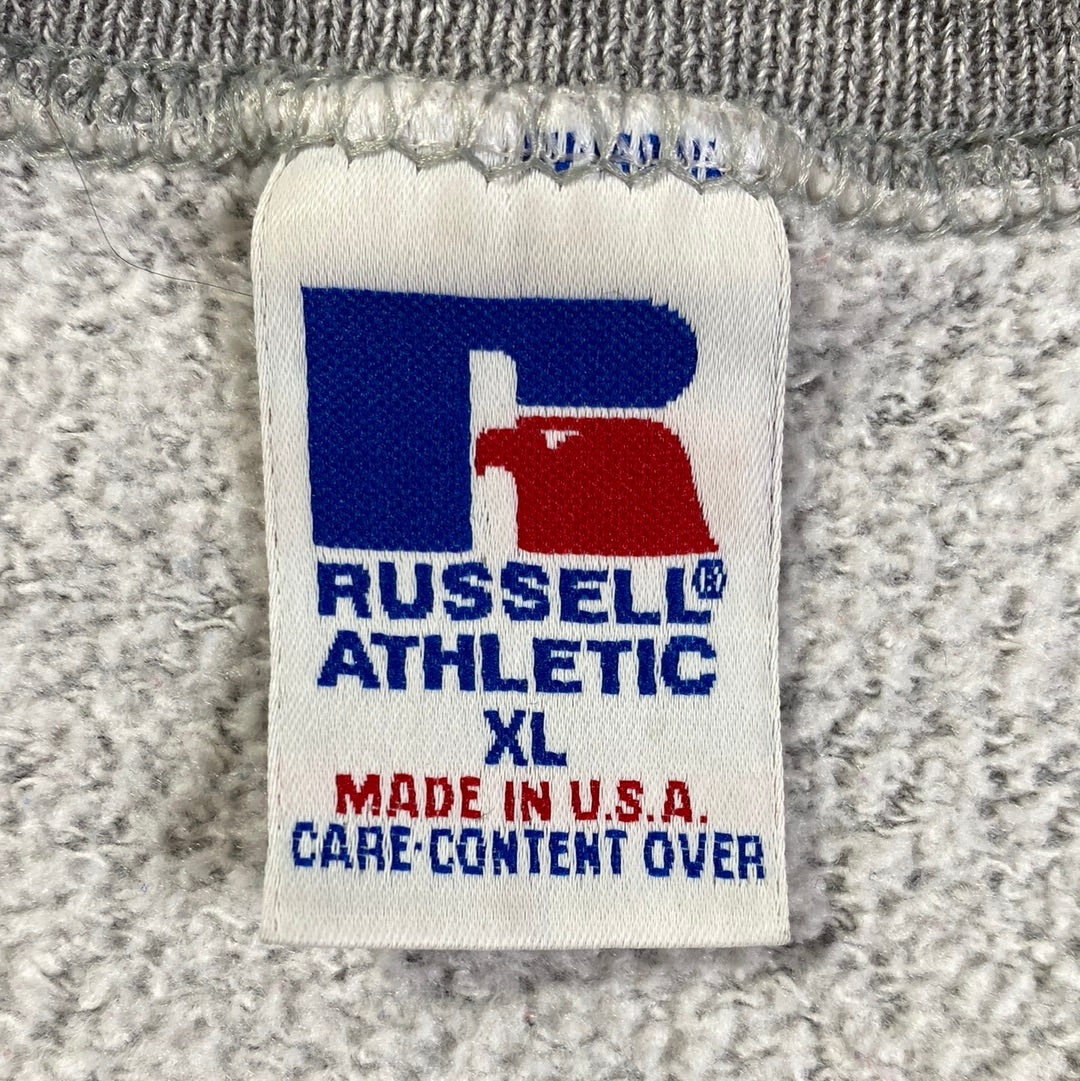 RUSSELL®
ATHLETIC
XL
MADE IN U.S.A.
CARE·CONTENT OVER